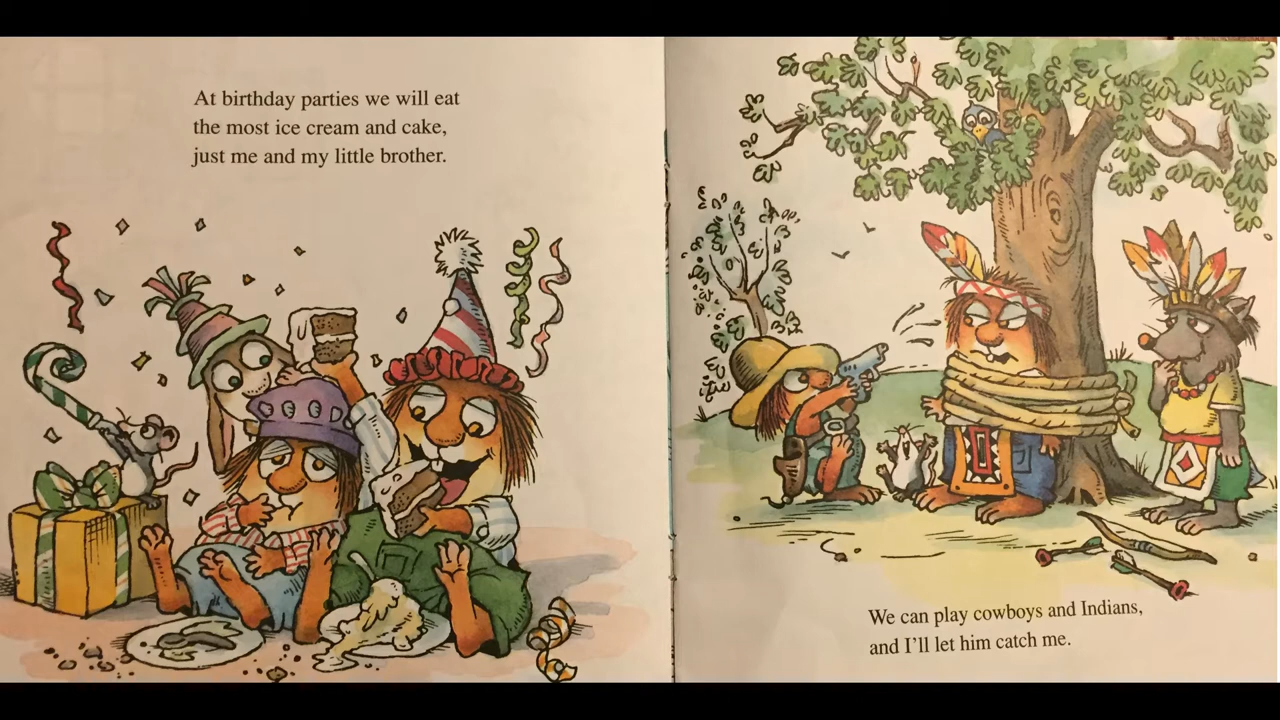 At birthday parties we will eat
the most ice cream and cake,
just me and my little brother.
We can play cowboys and Indians,
and I'll let him catch me.